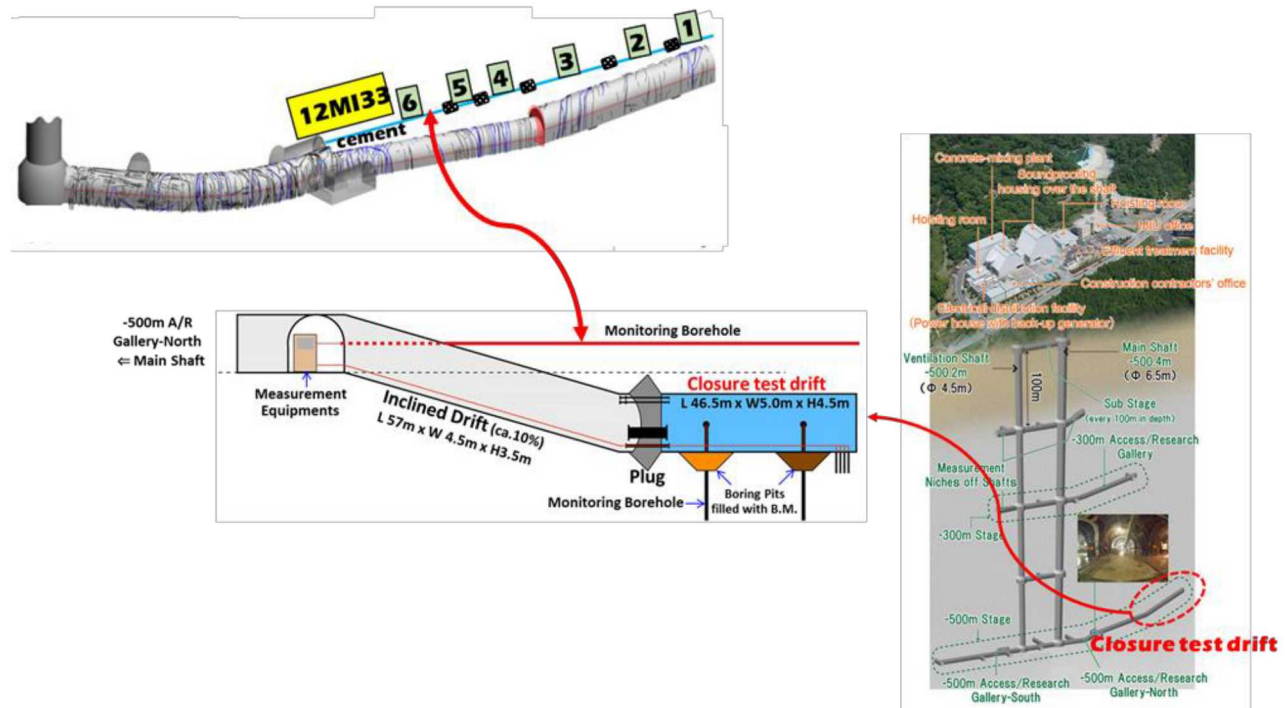 1
2
3
4
5
6
12MI33
cement
-500m A/R
Gallery-North
⇐ Main Shaft
Measurement
Equipments
Inclined Drift (ca.10%)
L 57m x W 4.5m x H3.5m
Monitoring Borehole
Closure test drift
L 46.5m x W5.0m x H4.5m
Plug
Monitoring Borehole
Boring Pits
filled with B.M.
Concrete-mixing plant
Soundproofing
housing over the shaft
Hoisting room
Hoisting room
MIU office
Effluent treatment facility
Construction contractors' office
Electrical distribution facility
(Power house with back-up generator)
Ventilation Shaft
-500.2m
(Φ 4.5m)
Main Shaft
-500.4m
(Φ 6.5m)
100m
Sub Stage
(every 100m in depth)
-300m Access/Research
Gallery
Measurement
Niches off Shafts
-300m Stage
-500m Stage
Closure test drift
-500m Access/Research
Gallery-South
-500m Access/Research
Gallery-North